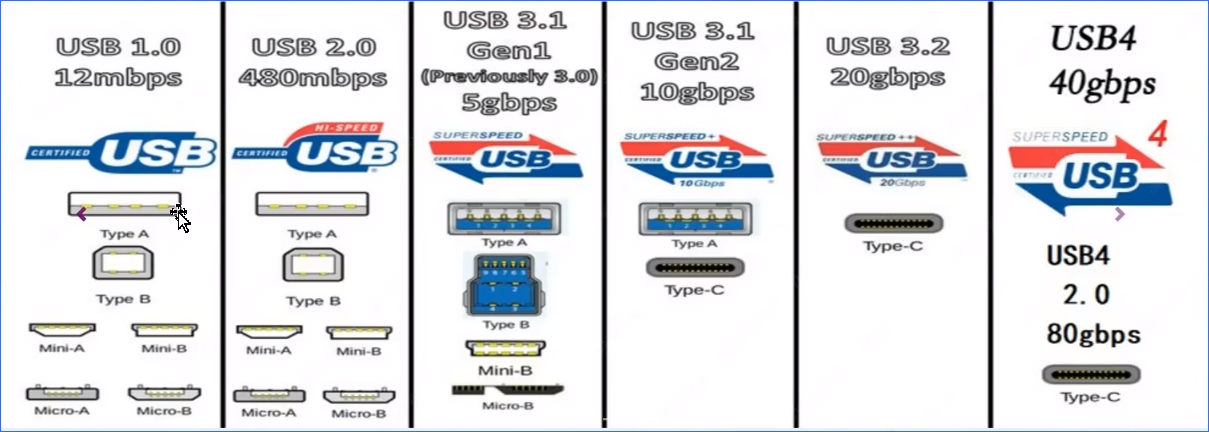 USB 1.0
12mbps
CERTIFIED USB™
Type A
Type B
Mini-A
Mini-B
Micro-A
Micro-B
USB 2.0
480mbps
HI-SPEED
CERTIFIED USB
Type A
Type B
Mini-A
Mini-B
Micro-A
Micro-B
USB 3.1
Gen1
(Previously 3.0)
5gbps
SUPERSPEED
CERTIFIED USB
1 2 3 4
Type A
9 8 7 6 5
1 2
4 3
Type B
Mini-B
Micro-B
USB 3.1
Gen2
10gbps
SUPERSPEED+
CERTIFIED USB
10Gbps
1 2 3 4
Type A
Type-C
USB 3.2
20gbps
SUPERSPEED++
CERTIFIED USB
20Gbps
Type-C
USB4
40gbps
SUPERSPEED 4
CERTIFIED USB
USB4
2.0
80gbps
Type-C